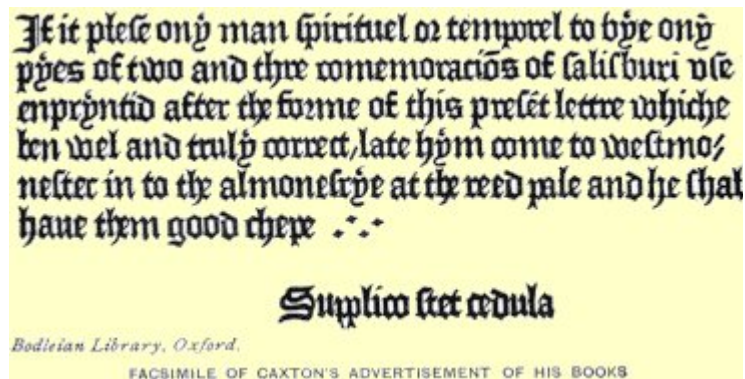 If it plese ony man spirituel or temporel to bye ony
pyes of two and thre comemoraciōs of salisburi vse
enpryntid after the forme of this preset lettre whiche
ben wel and truly correct, late hym come to westmo-
nester in to the almonesrye at the reed pale and he shal
haue them good chepe .·.·
Supplico stet cedula
Bodleian Library, Oxford.
FACSIMILE OF CAXTON'S ADVERTISEMENT OF HIS BOOKS